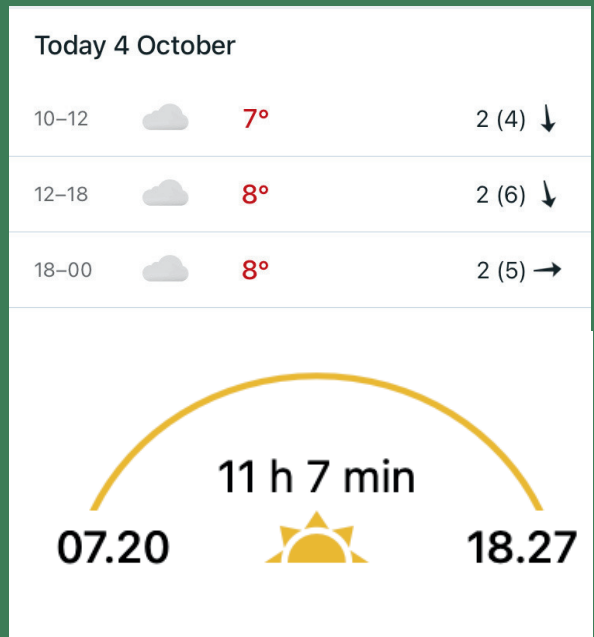 Today 4 October
10–12 7° 2 (4)
12–18 8° 2 (6)
18–00 8° 2 (5)
11 h 7 min
07.20 18.27